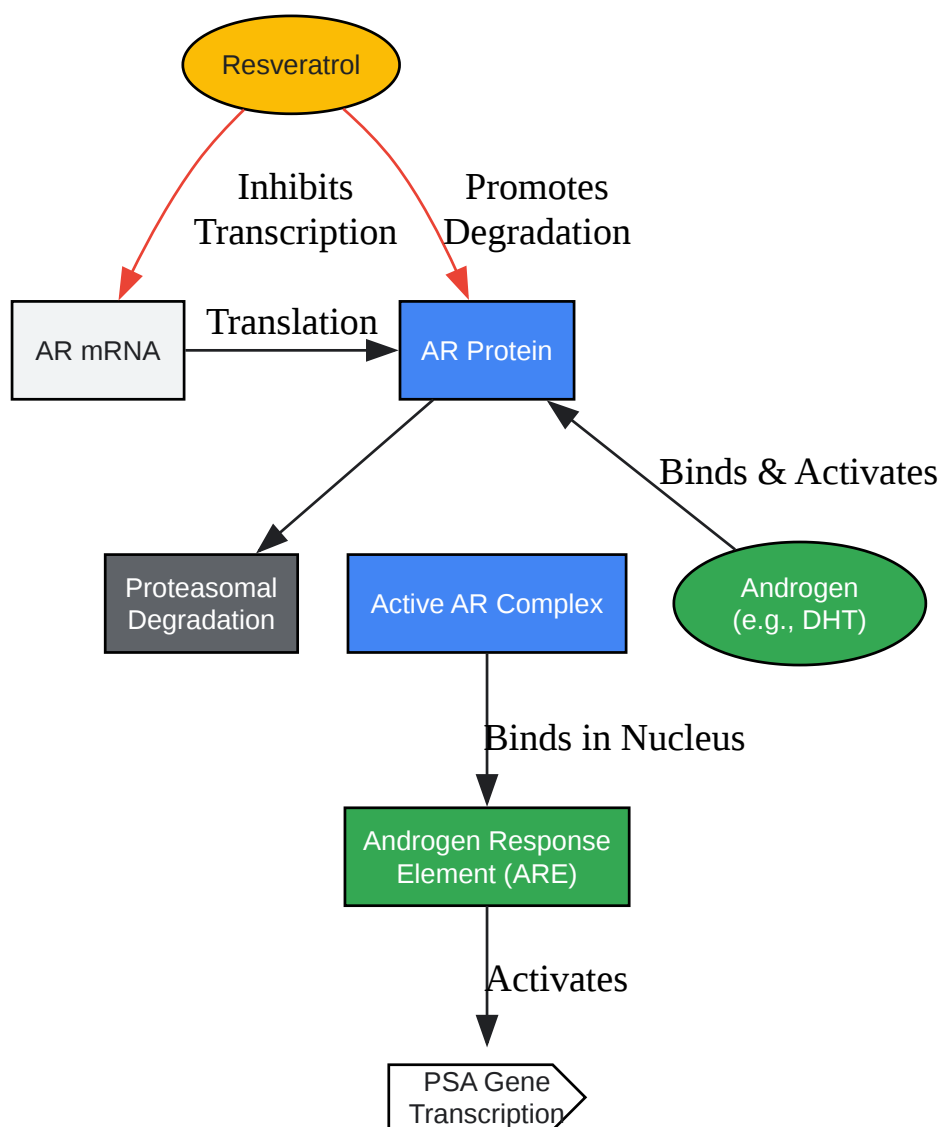 Resveratrol
Inhibits
Transcription
Promotes
Degradation
AR mRNA
Translation
AR Protein
Binds & Activates
Proteasomal
Degradation
Active AR Complex
Androgen
(e.g., DHT)
Binds in Nucleus
Androgen Response
Element (ARE)
Activates
PSA Gene
Transcription